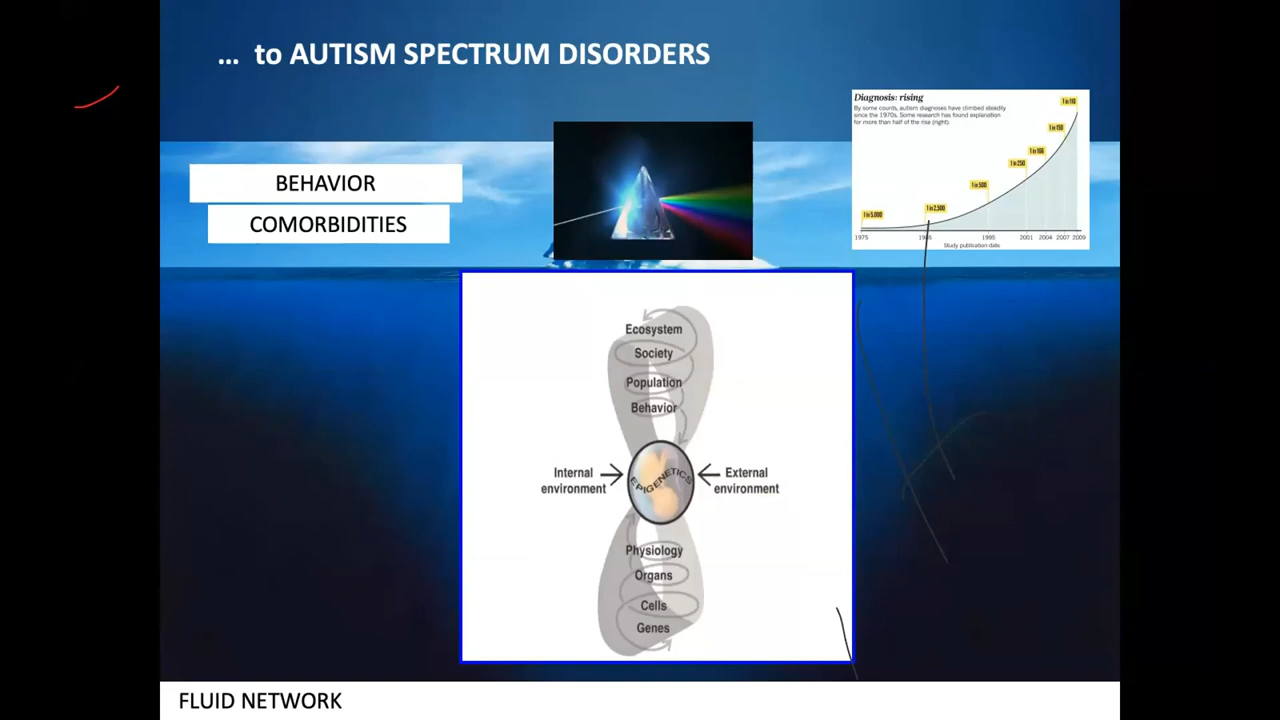 ... to AUTISM SPECTRUM DISORDERS
BEHAVIOR
COMORBIDITIES
Diagnosis: rising
By some counts, autism diagnoses have climbed steadily
since the 1970s. Some research has found explanation
for more than half of the rise (right).
1 in 110
1 in 150
1 in 166
1 in 250
1 in 500
1 in 2,500
1 in 5,000
1975 1995 2001 2004 2007 2009
Study publication date
Ecosystem
Society
Population
Behavior
Internal
environment
EPIGENETICS
External
environment
Physiology
Organs
Cells
Genes
FLUID NETWORK